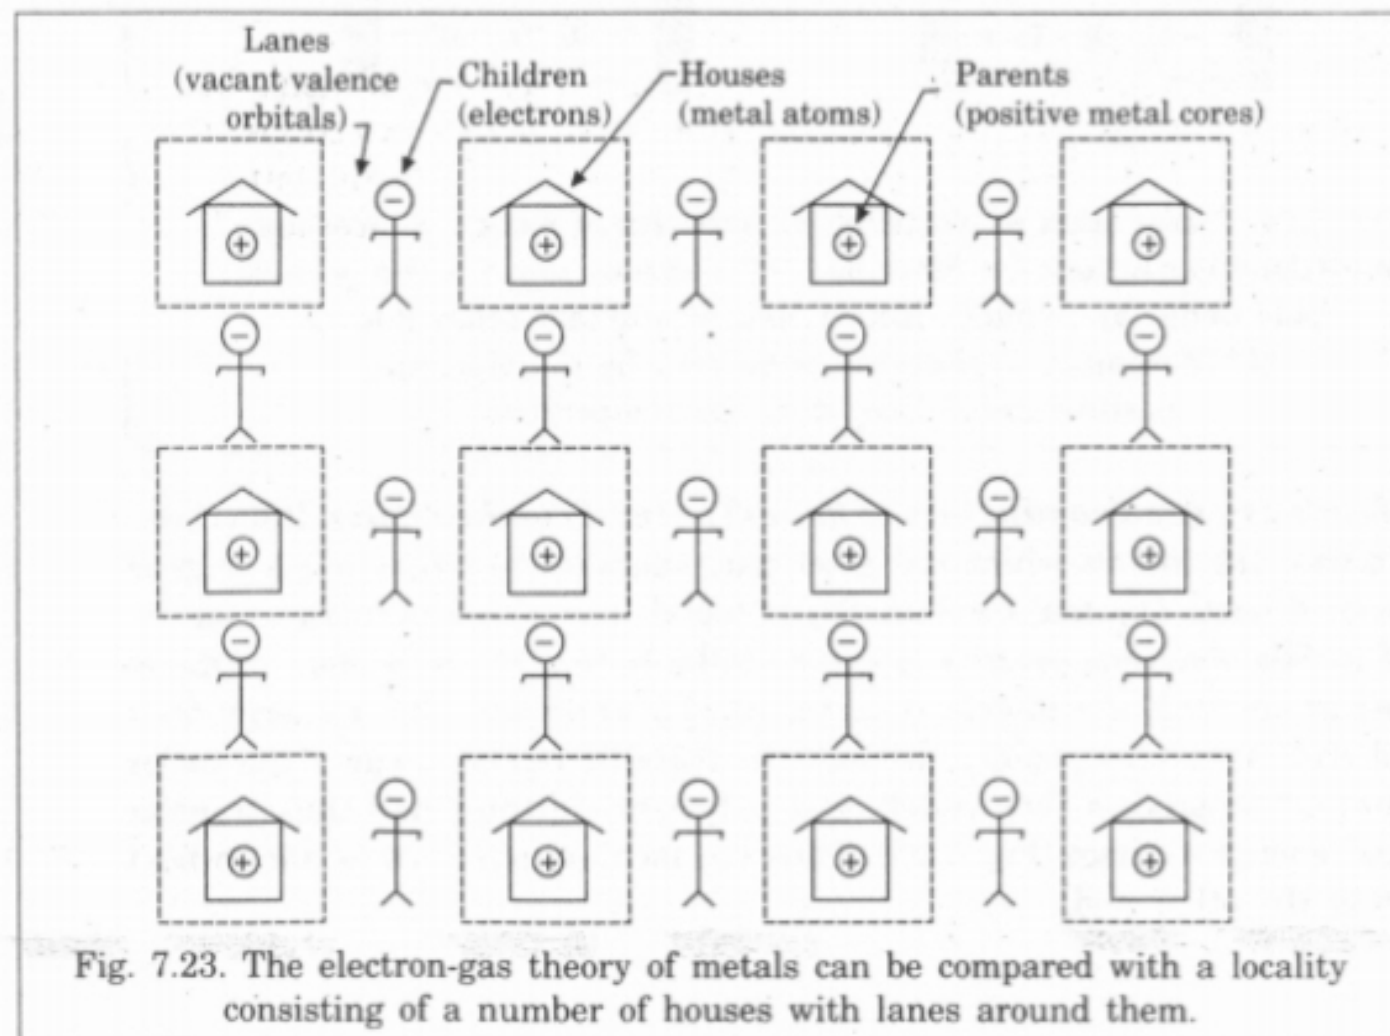 Lanes
(vacant valence
orbitals)
Children
(electrons)
Houses
(metal atoms)
Parents
(positive metal cores)
+
−
+
−
+
−
+
−
−
−
−
+
−
+
−
+
−
+
−
−
−
−
+
−
+
−
+
−
+
Fig. 7.23. The electron-gas theory of metals can be compared with a locality
consisting of a number of houses with lanes around them.